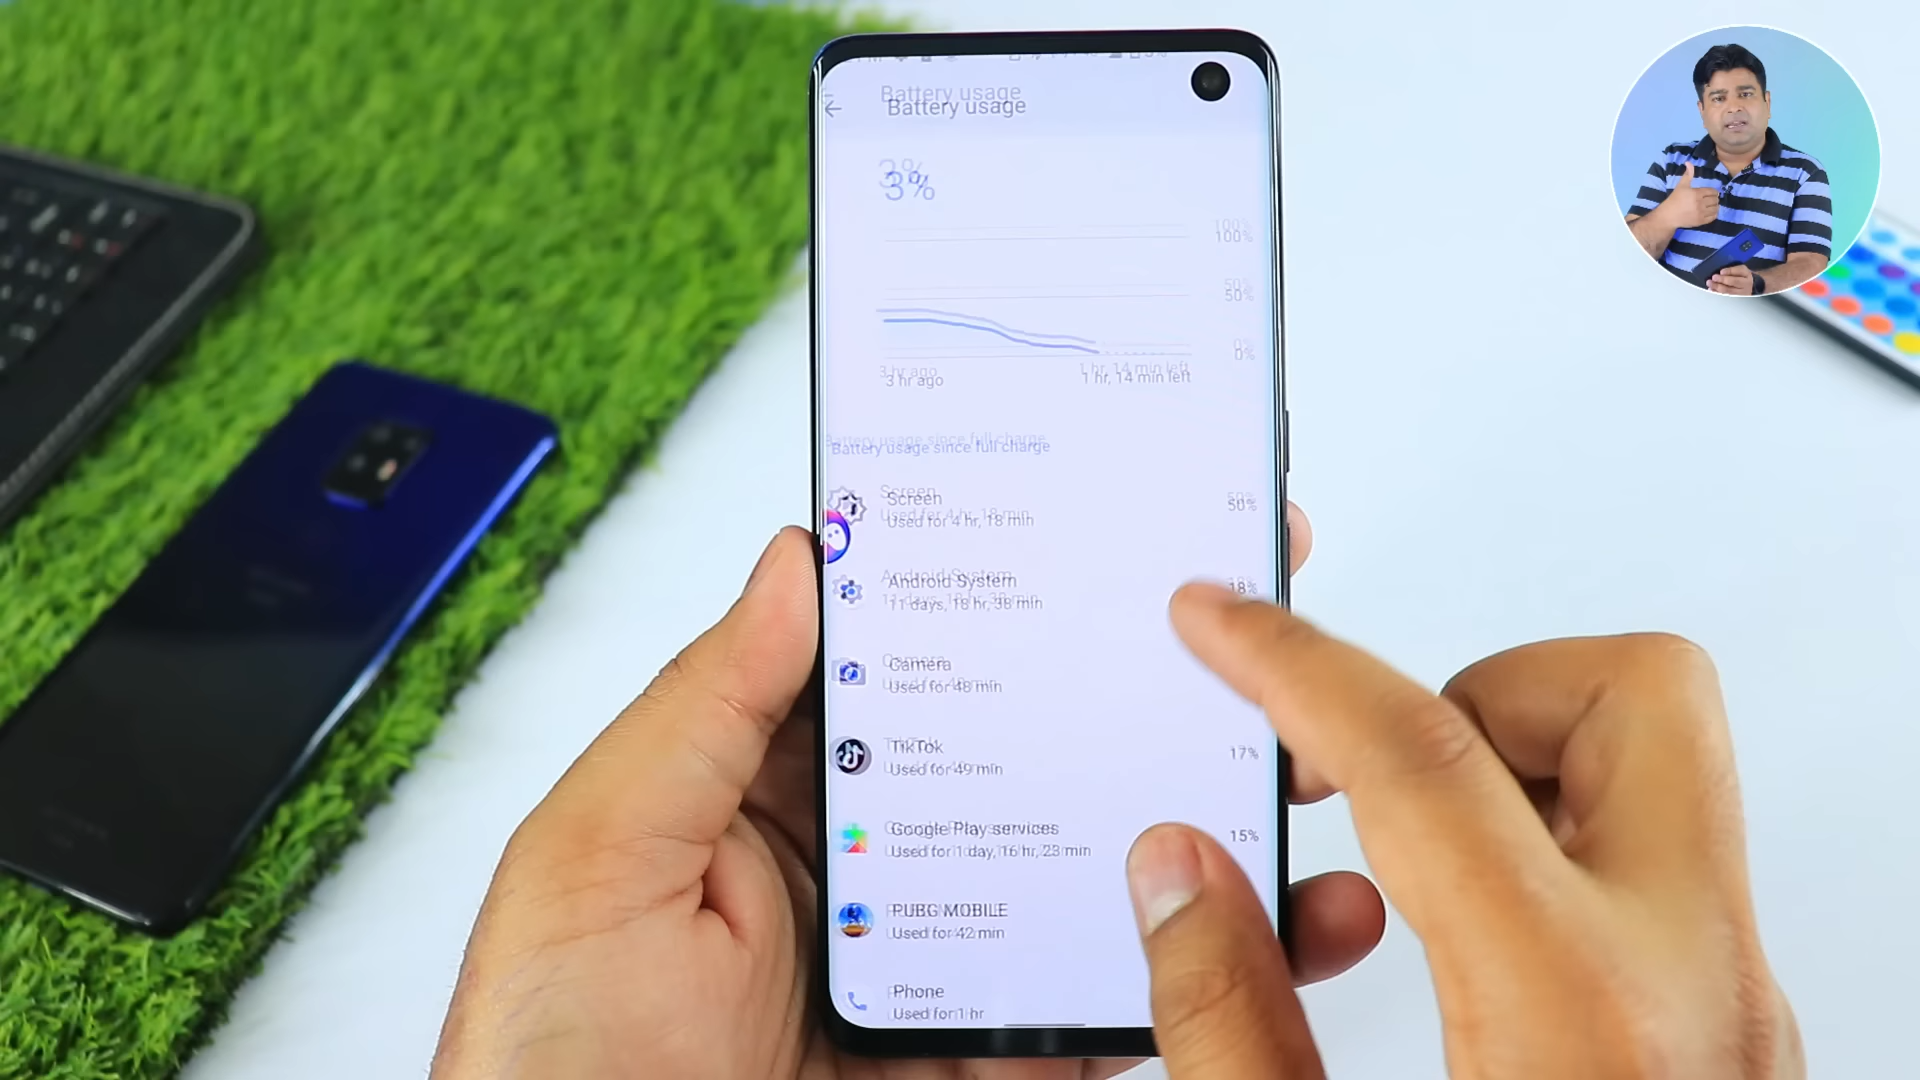 Battery usage
3%
100%
50%
0%
3 hr ago
1 hr, 14 min left
Battery usage since full charge
Screen
50%
Used for 4 hr, 18 min
Android System
18%
11 days, 18 hr, 38 min
Camera
Used for 48 min
TikTok
17%
Used for 49 min
Google Play services
15%
Used for 1 day, 16 hr, 23 min
PUBG MOBILE
Used for 42 min
Phone
Used for 1 hr